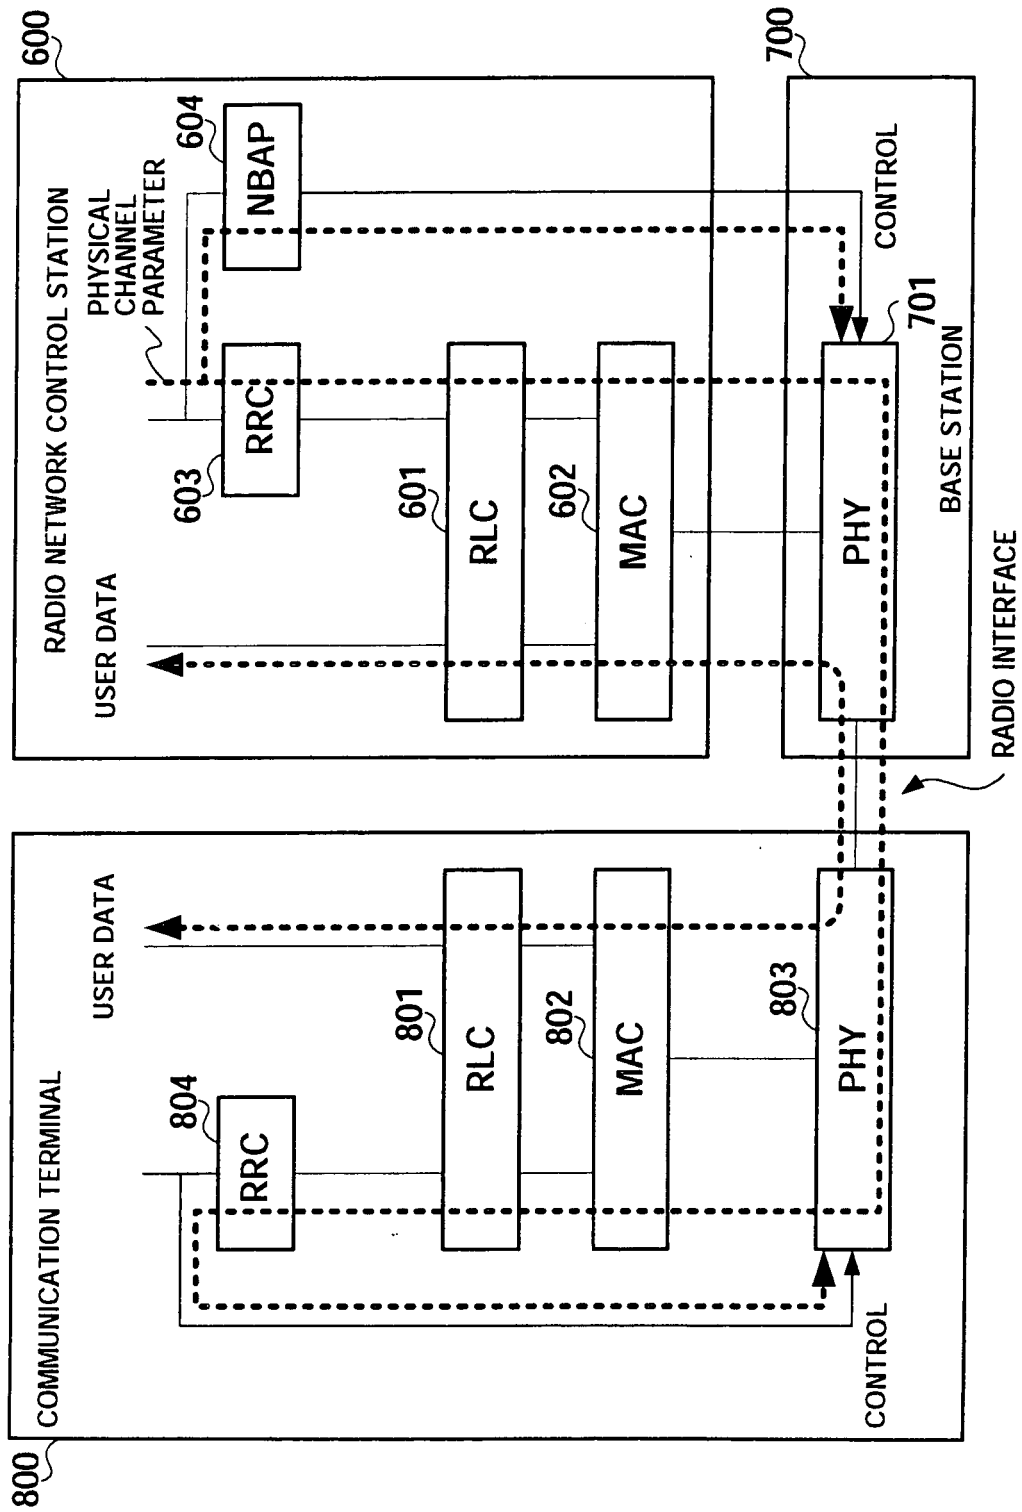 800
COMMUNICATION TERMINAL
804
RRC
USER DATA
801
RLC
802
MAC
803
PHY
CONTROL
600
RADIO NETWORK CONTROL STATION
USER DATA
PHYSICAL
CHANNEL
PARAMETER
603
RRC
604
NBAP
601
RLC
602
MAC
700
PHY
701
CONTROL
BASE STATION
RADIO INTERFACE